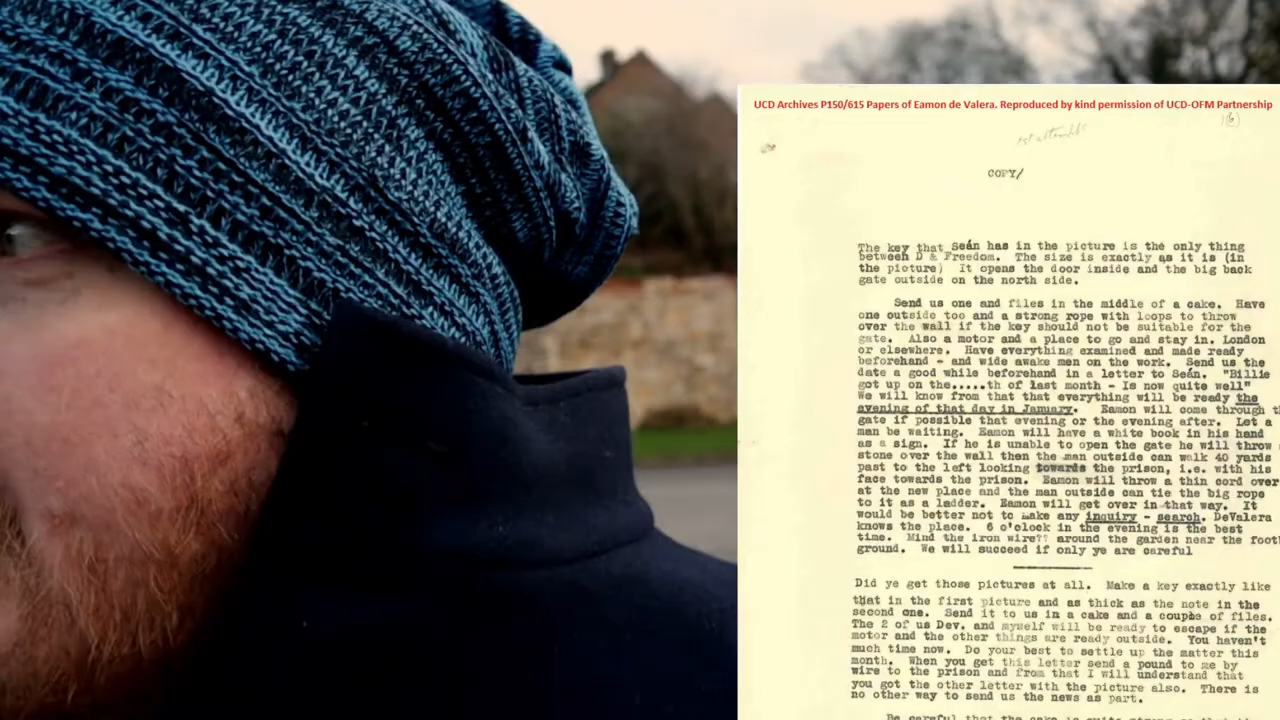 UCD Archives P150/615 Papers of Eamon de Valera. Reproduced by kind permission of UCD-OFM Partnership
COPY/
The key that Seán has in the picture is the only thing
between D & Freedom. The size is exactly as it is (in
the picture) It opens the door inside and the big back
gate outside on the north side.
Send us one and files in the middle of a cake. Have
one outside too and a strong rope with loops to throw
over the wall if the key should not be suitable for the
gate. Also a motor and a place to go and stay in. London
or elsewhere. Have everything examined and made ready
beforehand - and wide awake men on the work. Send us the
date a good while beforehand in a letter to Seán. "Billie
got up on the.....th of last month - Is now quite well"
We will know from that that everything will be ready the
evening of that day in January. Eamon will come through t
gate if possible that evening or the evening after. Let a
man be waiting. Eamon will have a white book in his hand
as a sign. If he is unable to open the gate he will throw
stone over the wall then the man outside can walk 40 yards
past to the left looking towards the prison, i.e. with his
face towards the prison. Eamon will throw a thin cord over
at the new place and the man outside can tie the big rope
to it as a ladder. Eamon will get over in that way. It
would be better not to make any inquiry - search. DeValera
knows the place. 6 o'clock in the evening is the best
time. Mind the iron wire?? around the garden near the foot
ground. We will succeed if only ye are careful
Did ye get those pictures at all. Make a key exactly like
that in the first picture and as thick as the note in the
second one. Send it to us in a cake and a couple of files.
The 2 of us Dev. and myself will be ready to escape if the
motor and the other things are ready outside. You haven't
much time now. Do your best to settle up the matter this
month. When you get this letter send a pound to me by
wire to the prison and from that I will understand that
you got the other letter with the picture also. There is
no other way to send us the news as part.